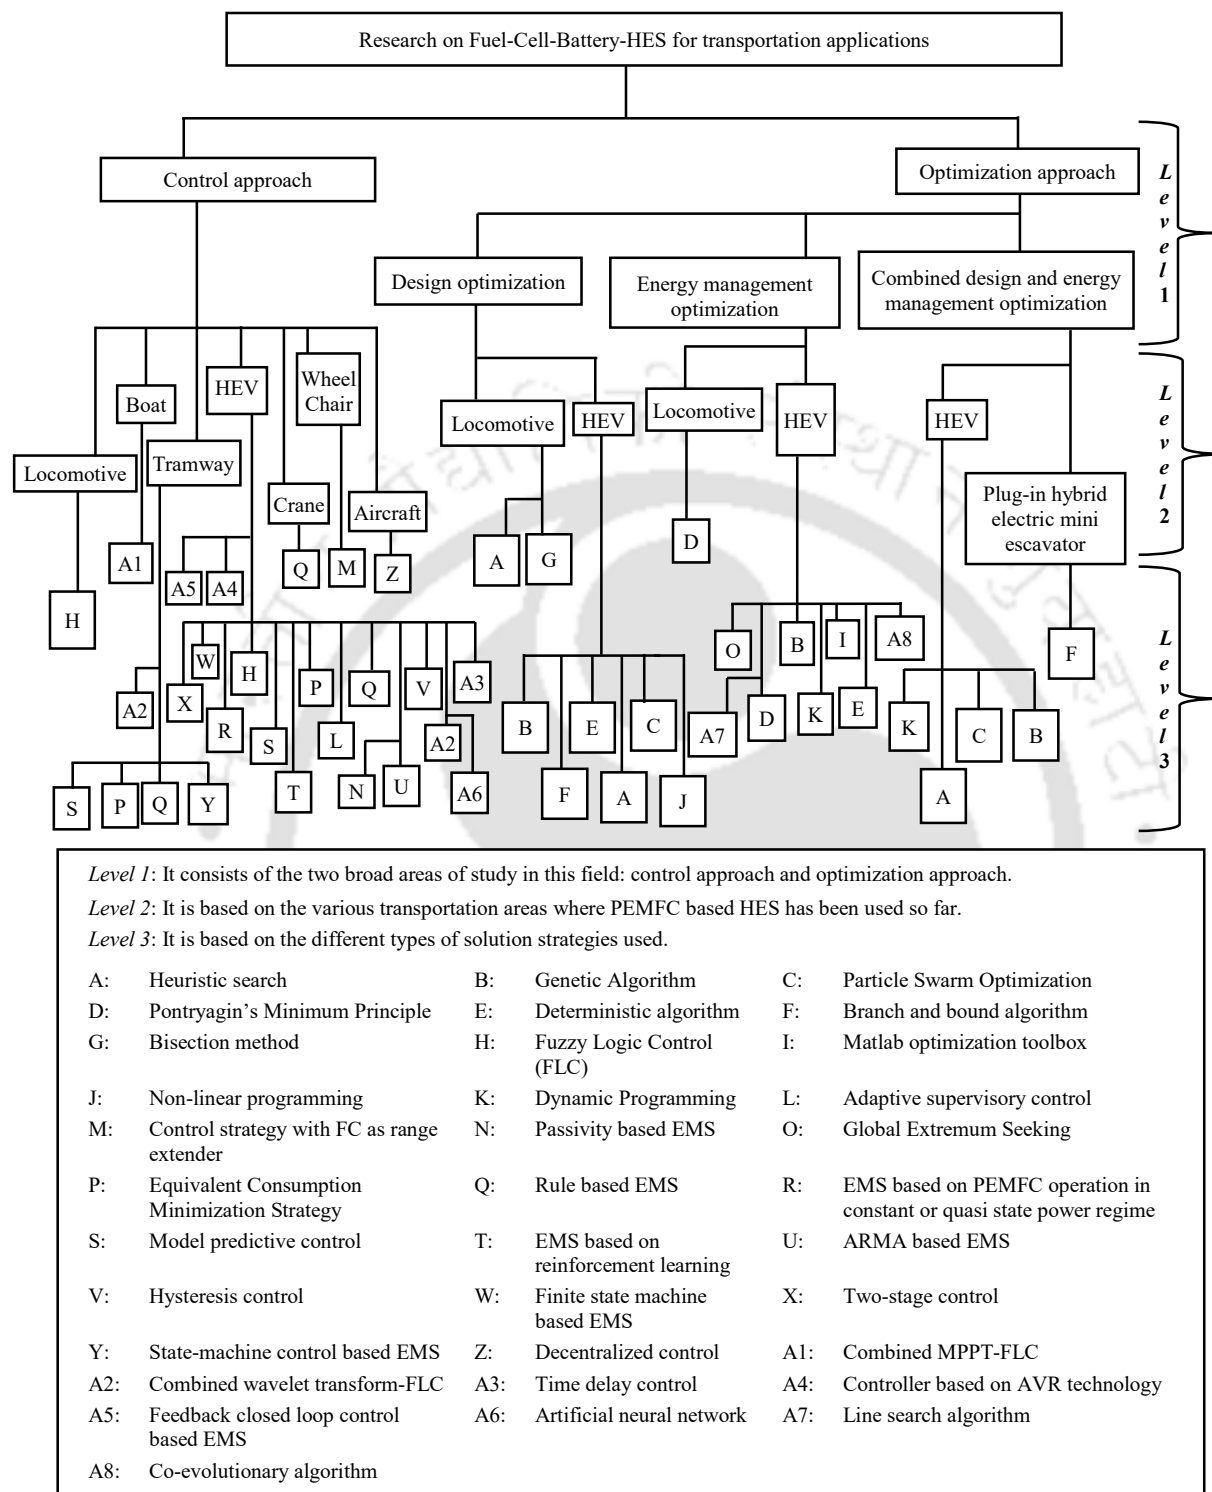 Research on Fuel-Cell-Battery-HES for transportation applications
Control approach
Optimization approach
Level 1
Design optimization
Energy management
optimization
Combined design and energy
management optimization
Level 2
Locomotive
Boat
Tramway
HEV
Crane
Wheel
Chair
Aircraft
Locomotive
HEV
Locomotive
HEV
HEV
Plug-in hybrid
electric mini
escavator
Level 3
H
A1
A5
A4
Q
M
Z
A
G
D
F
A2
S
P
Q
Y
X
W
R
H
S
T
P
L
Q
N
U
V
A2
A6
A3
B
F
E
A
C
J
O
A7
D
B
K
I
E
A8
K
A
C
B
Level 1: It consists of the two broad areas of study in this field: control approach and optimization approach.
Level 2: It is based on the various transportation areas where PEMFC based HES has been used so far.
Level 3: It is based on the different types of solution strategies used.
A: Heuristic search B: Genetic Algorithm C: Particle Swarm Optimization
D: Pontryagin’s Minimum Principle E: Deterministic algorithm F: Branch and bound algorithm
G: Bisection method H: Fuzzy Logic Control I: Matlab optimization toolbox
(FLC)
J: Non-linear programming K: Dynamic Programming L: Adaptive supervisory control
M: Control strategy with FC as range N: Passivity based EMS O: Global Extremum Seeking
extender
P: Equivalent Consumption Q: Rule based EMS R: EMS based on PEMFC operation in
Minimization Strategy constant or quasi state power regime
S: Model predictive control T: EMS based on U: ARMA based EMS
reinforcement learning
V: Hysteresis control W: Finite state machine X: Two-stage control
based EMS
Y: State-machine control based EMS Z: Decentralized control A1: Combined MPPT-FLC
A2: Combined wavelet transform-FLC A3: Time delay control A4: Controller based on AVR technology
A5: Feedback closed loop control A6: Artificial neural network A7: Line search algorithm
based EMS
A8: Co-evolutionary algorithm